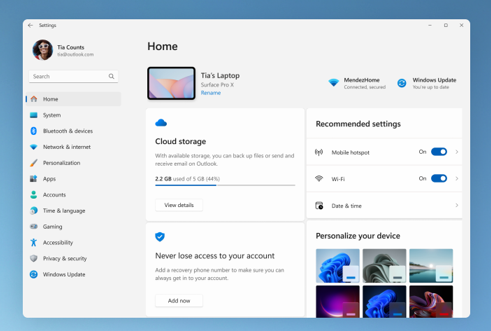 Settings
Tia Counts
tia@outlook.com
Search
Home
System
Bluetooth & devices
Network & internet
Personalization
Apps
Accounts
Time & language
Gaming
Accessibility
Privacy & security
Windows Update
Home
Tia's Laptop
Surface Pro X
Rename
MendezHome
Connected, secured
Windows Update
You're up to date
Cloud storage
With available storage, you can back up files or send and
receive email on Outlook.
2.2 GB used of 5 GB (44%)
View details
Never lose access to your account
Add a recovery phone number to make sure you can
always get in to your account.
Add now
Recommended settings
Mobile hotspot
On
Wi-Fi
On
Date & time
Personalize your device